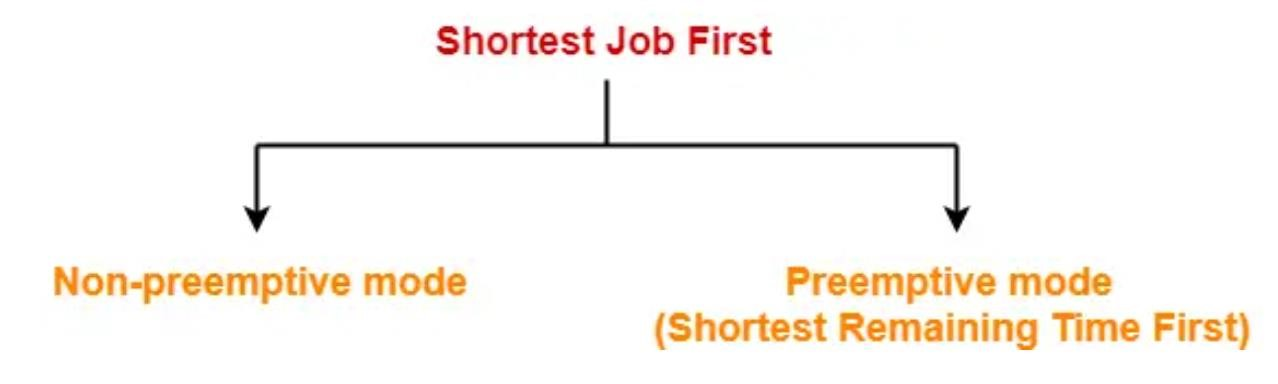 Shortest Job First
Non-preemptive mode
Preemptive mode
(Shortest Remaining Time First)